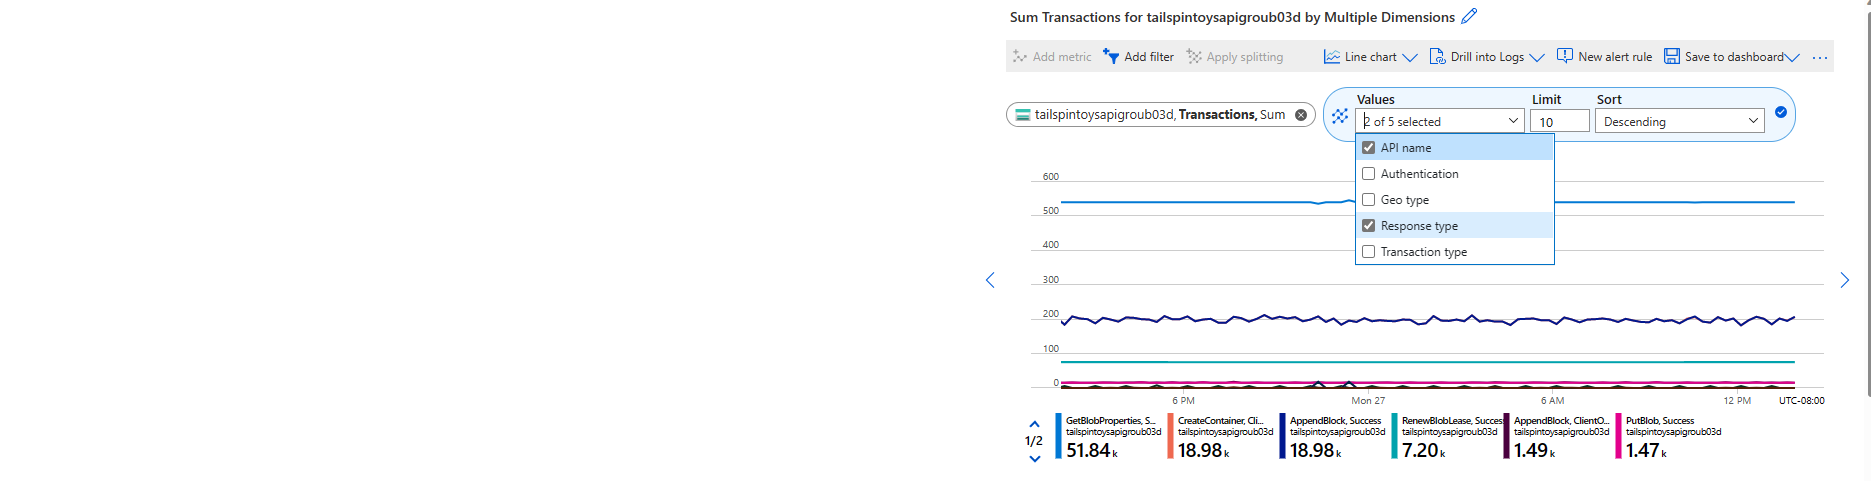 Sum Transactions for tailspintoysapigroub03d by Multiple Dimensions
Add metric Add filter Apply splitting Line chart Drill into Logs New alert rule Save to dashboard ...
tailspintoysapigroub03d, Transactions, Sum
Values Limit Sort
2 of 5 selected 10 Descending
API name
Authentication
Geo type
Response type
Transaction type
600
500
400
300
200
100
0
6 PM Mon 27 6 AM 12 PM UTC-08:00
1/2
GetBlobProperties, S...
tailspintoysapigroub03d
51.84 k
CreateContainer, Cli...
tailspintoysapigroub03d
18.98 k
AppendBlock, Success
tailspintoysapigroub03d
18.98 k
RenewBlobLease, Success
tailspintoysapigroub03d
7.20 k
AppendBlock, ClientO...
tailspintoysapigroub03d
1.49 k
PutBlob, Success
tailspintoysapigroub03d
1.47 k